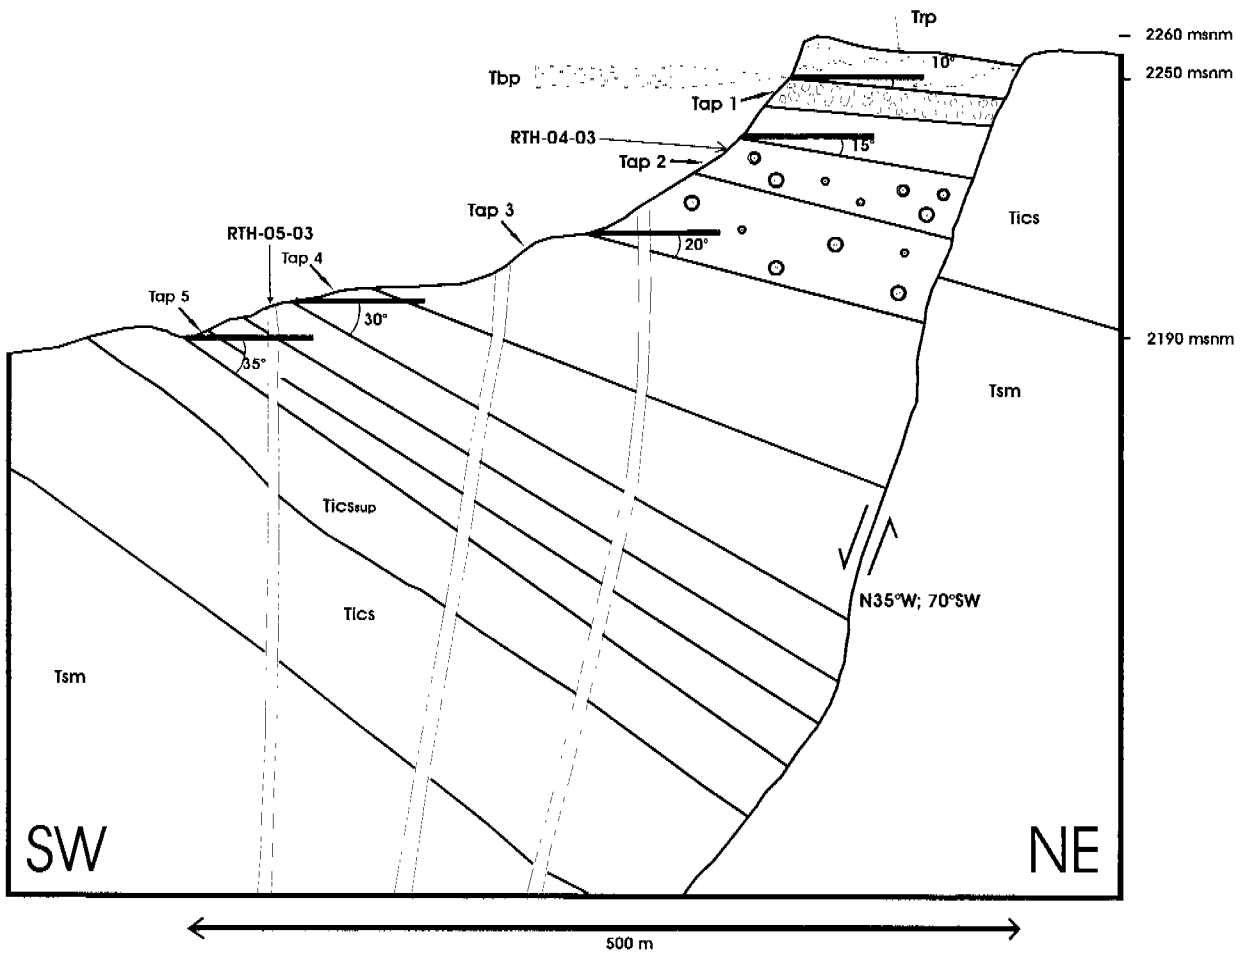 Trp
2260 msnm
10°
2250 msnm
Tbp
Tap 1
RTH-04-03
15°
Tap 2
Tap 3
Tics
RTH-05-03
20°
Tap 4
Tap 5
30°
2190 msnm
35°
Tsm
Ticssup
N35°W; 70°SW
Tics
Tsm
SW
NE
500 m